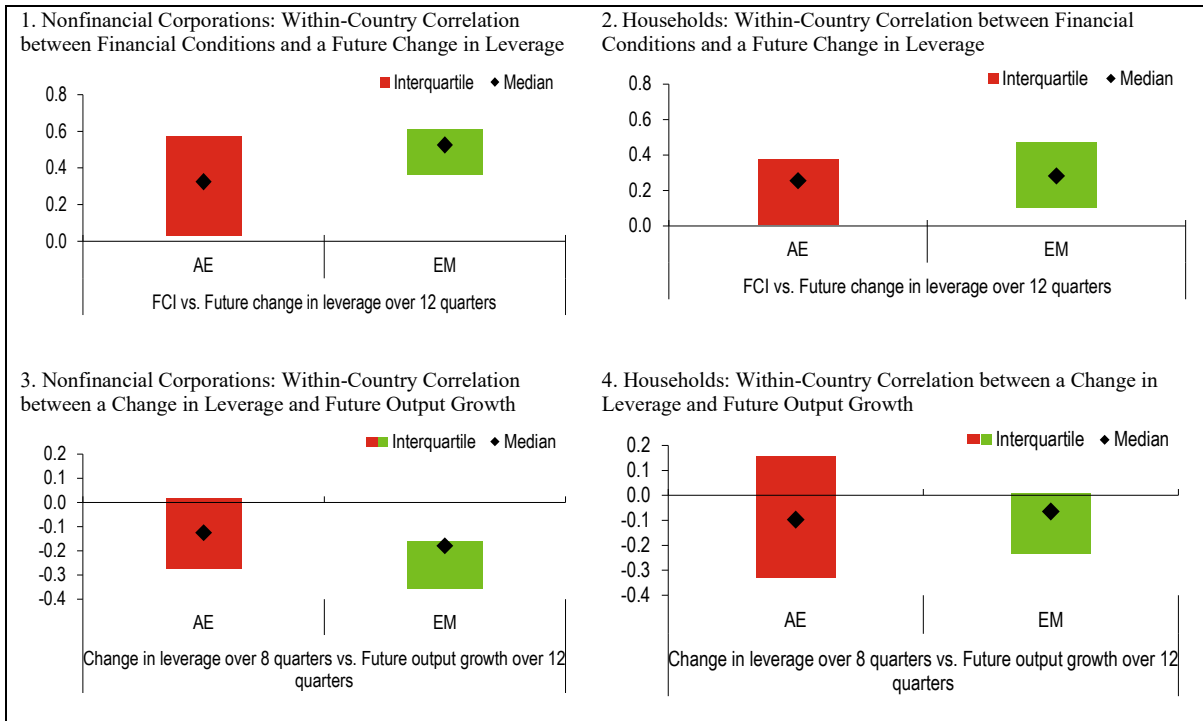 1. Nonfinancial Corporations: Within-Country Correlation
between Financial Conditions and a Future Change in Leverage
Interquartile Median
0.8
0.6
0.4
0.2
0.0
AE EM
FCI vs. Future change in leverage over 12 quarters
2. Households: Within-Country Correlation between Financial
Conditions and a Future Change in Leverage
Interquartile Median
0.8
0.6
0.4
0.2
0.0
AE EM
FCI vs. Future change in leverage over 12 quarters
3. Nonfinancial Corporations: Within-Country Correlation
between a Change in Leverage and Future Output Growth
Interquartile Median
0.2
0.1
0.0
-0.1
-0.2
-0.3
-0.4
AE EM
Change in leverage over 8 quarters vs. Future output growth over 12
quarters
4. Households: Within-Country Correlation between a Change in
Leverage and Future Output Growth
Interquartile Median
0.2
0.1
0.0
-0.1
-0.2
-0.3
-0.4
AE EM
Change in leverage over 8 quarters vs. Future output growth over 12
quarters